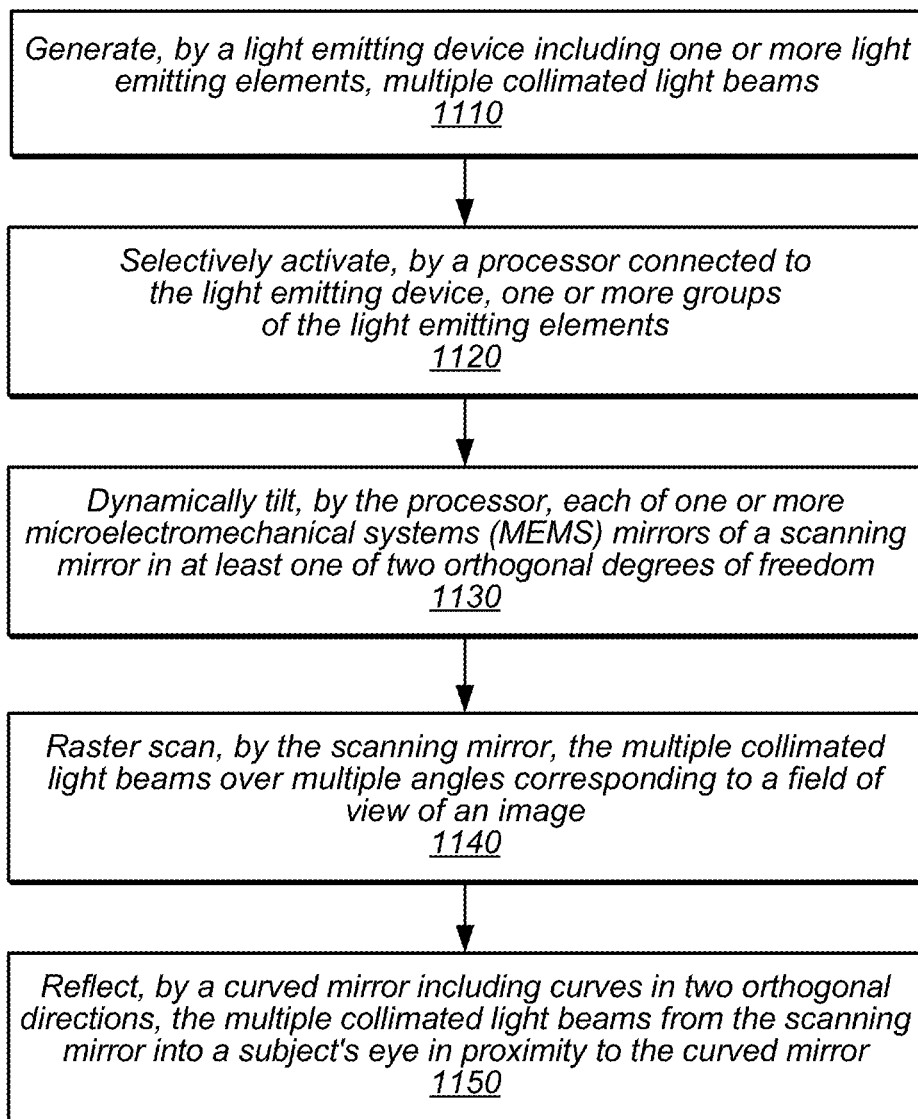 Generate, by a light emitting device including one or more light
emitting elements, multiple collimated light beams
1110
Selectively activate, by a processor connected to
the light emitting device, one or more groups
of the light emitting elements
1120
Dynamically tilt, by the processor, each of one or more
microelectromechanical systems (MEMS) mirrors of a scanning
mirror in at least one of two orthogonal degrees of freedom
1130
Raster scan, by the scanning mirror, the multiple collimated
light beams over multiple angles corresponding to a field of
view of an image
1140
Reflect, by a curved mirror including curves in two orthogonal
directions, the multiple collimated light beams from the scanning
mirror into a subject's eye in proximity to the curved mirror
1150